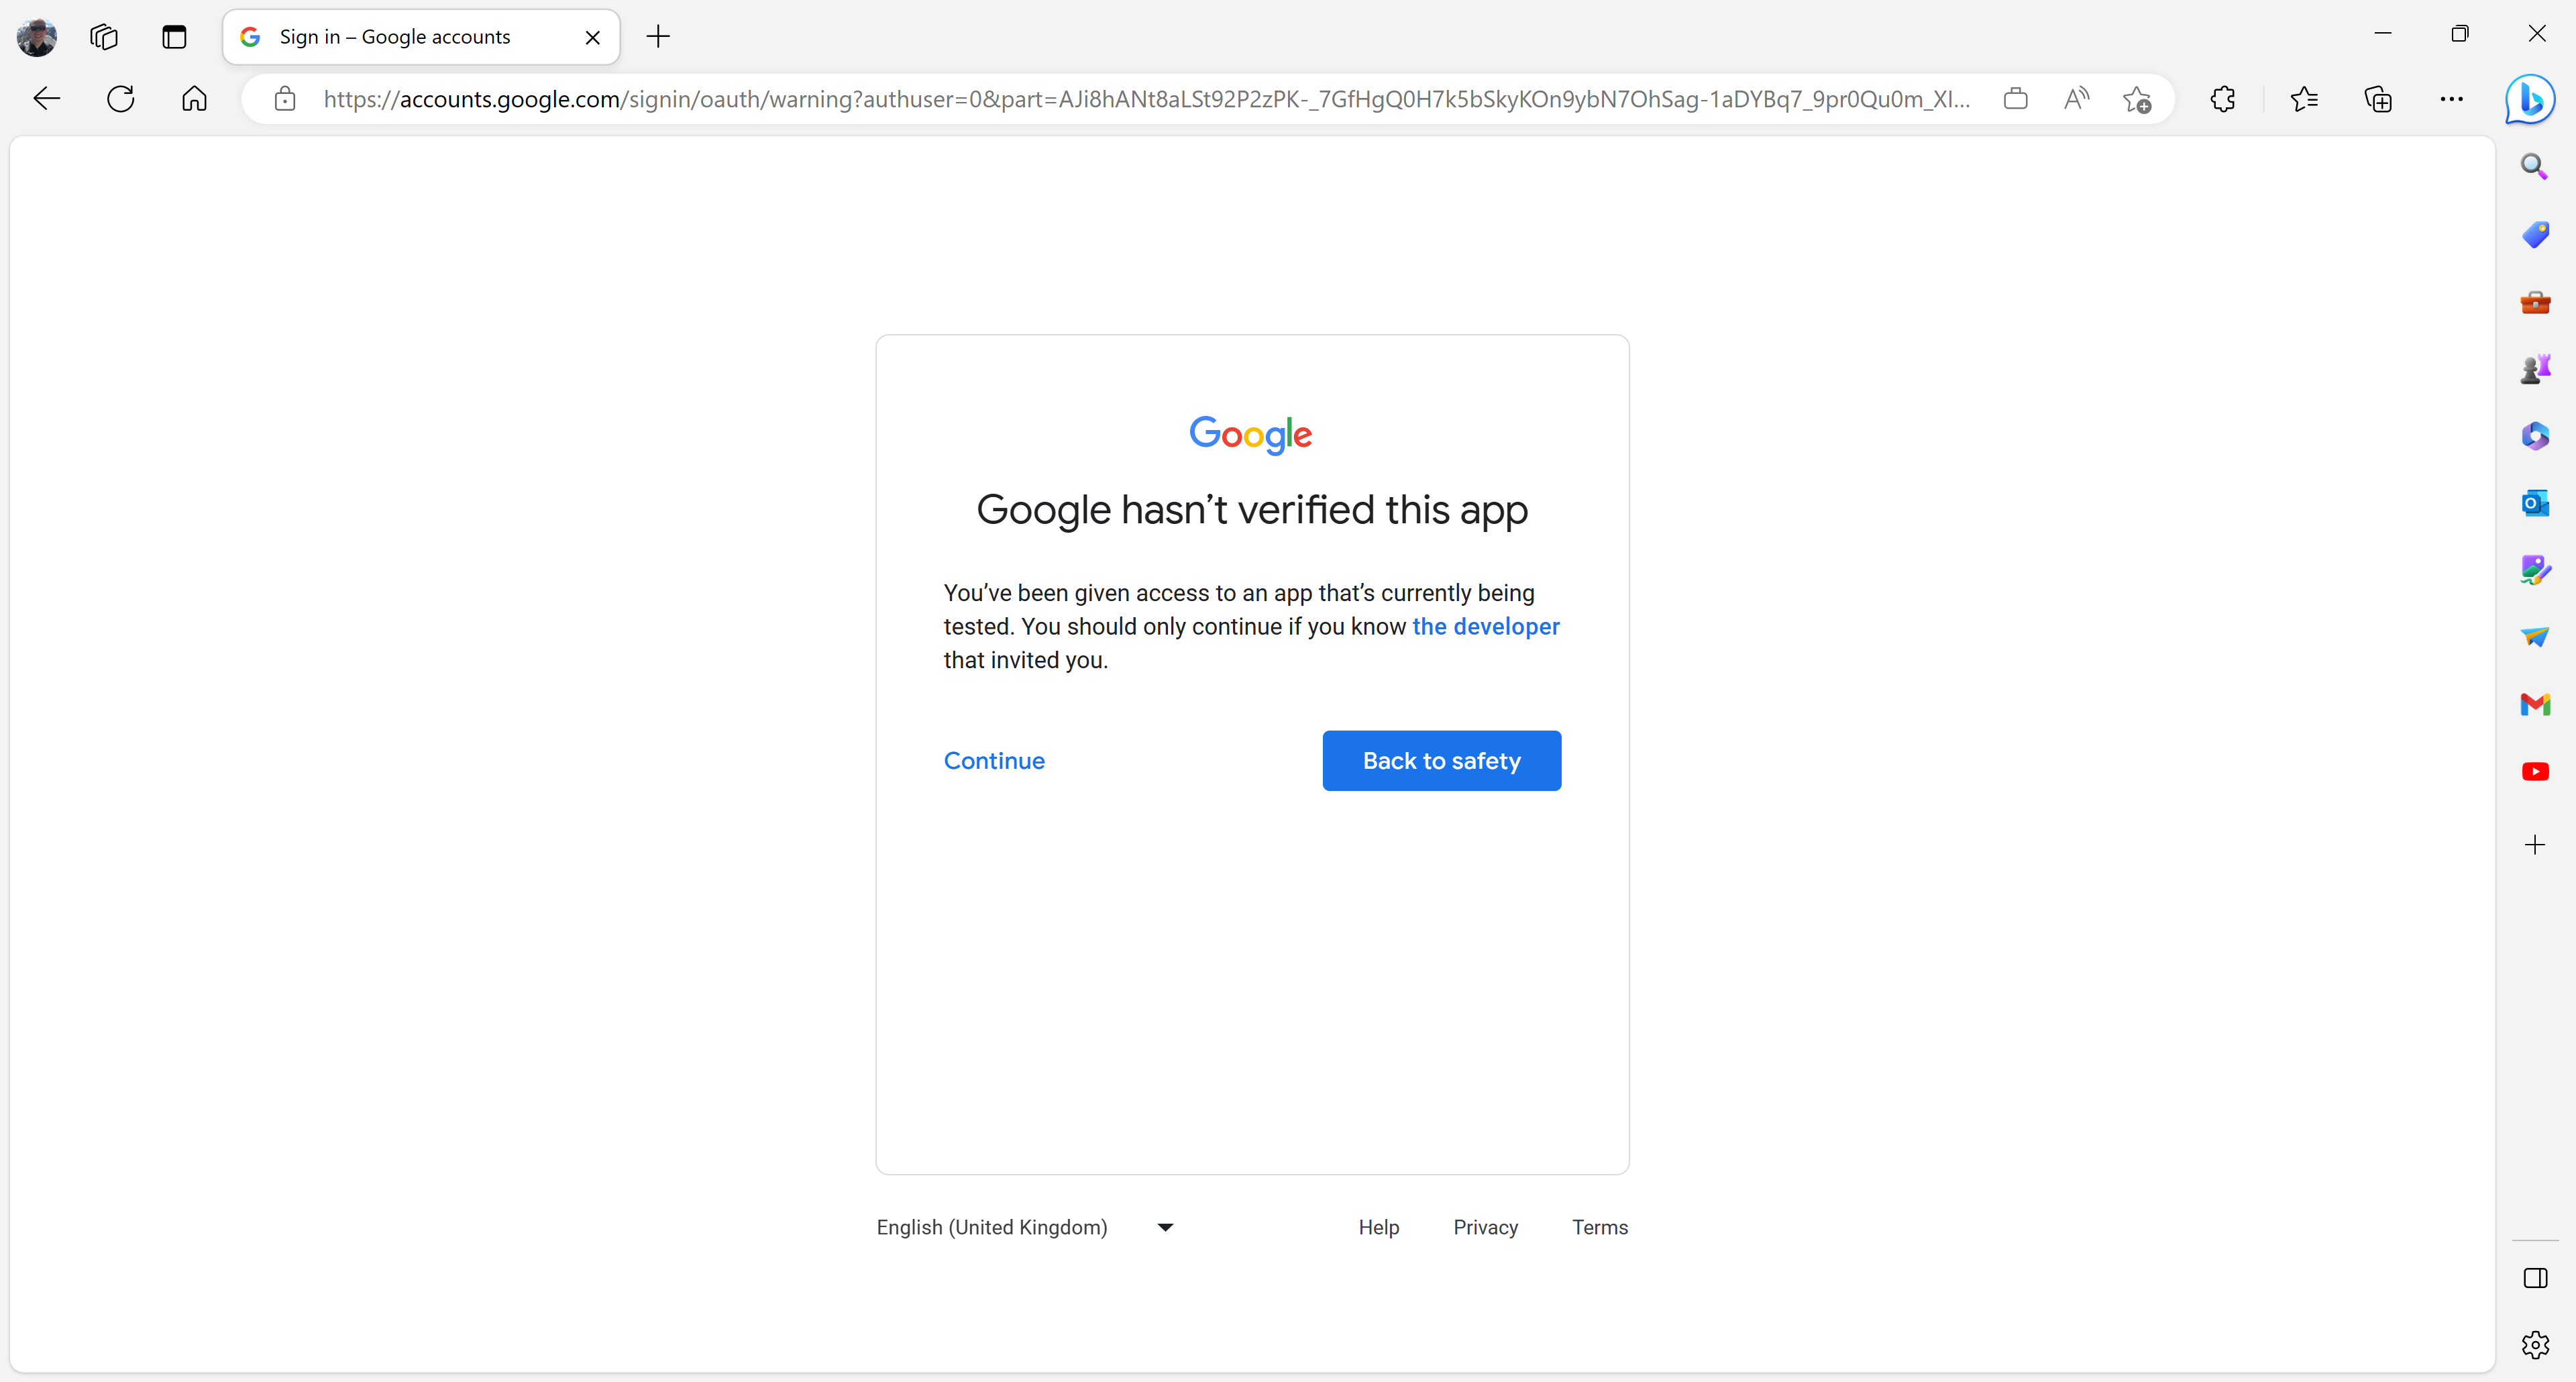 Sign in – Google accounts
https://accounts.google.com/signin/oauth/warning?authuser=0&part=AJi8hANt8aLSt92P2zPK-_7GfHgQ0H7k5bSkyKOn9ybN7OhSag-1aDYBq7_9pr0Qu0m_XI...
Google
Google hasn’t verified this app
You’ve been given access to an app that’s currently being
tested. You should only continue if you know the developer
that invited you.
Continue
Back to safety
English (United Kingdom)
Help
Privacy
Terms